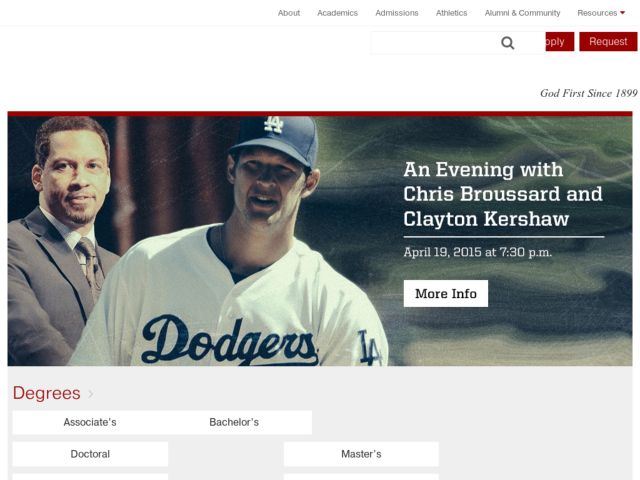 About Academics Admissions Athletics Alumni & Community Resources
Request
God First Since 1899
LA
An Evening with
Chris Broussard and
Clayton Kershaw
April 19, 2015 at 7:30 p.m.
More Info
Dodgers
LA
Degrees
Associate's Bachelor's
Doctoral Master's